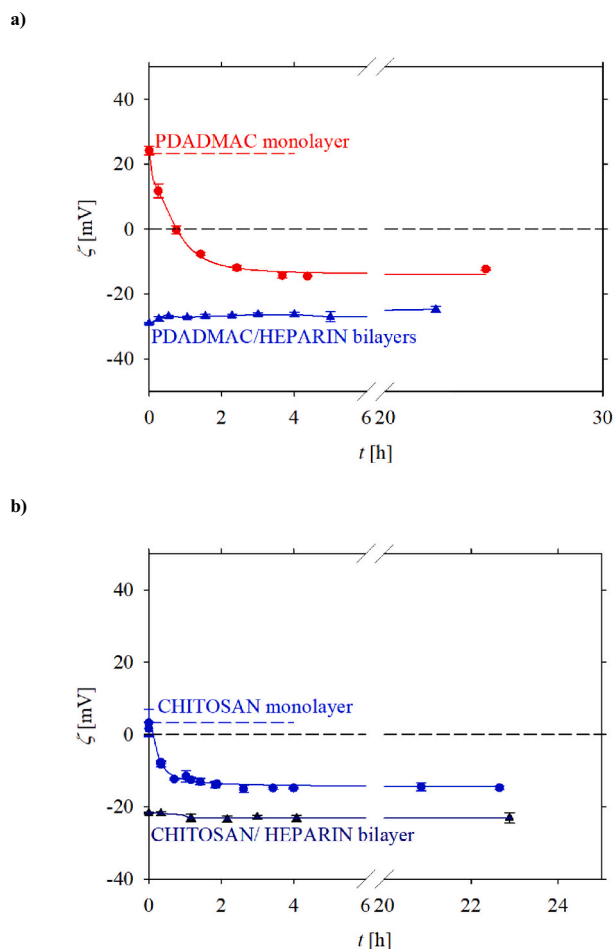 a)
40
20
0
-20
-40
ζ [mV]
PDADMAC monolayer
PDADMAC/HEPARIN bilayers
0 2 4 6 20 30
t [h]
b)
40
20
0
-20
-40
ζ [mV]
CHITOSAN monolayer
CHITOSAN/ HEPARIN bilayer
0 2 4 6 20 22 24
t [h]